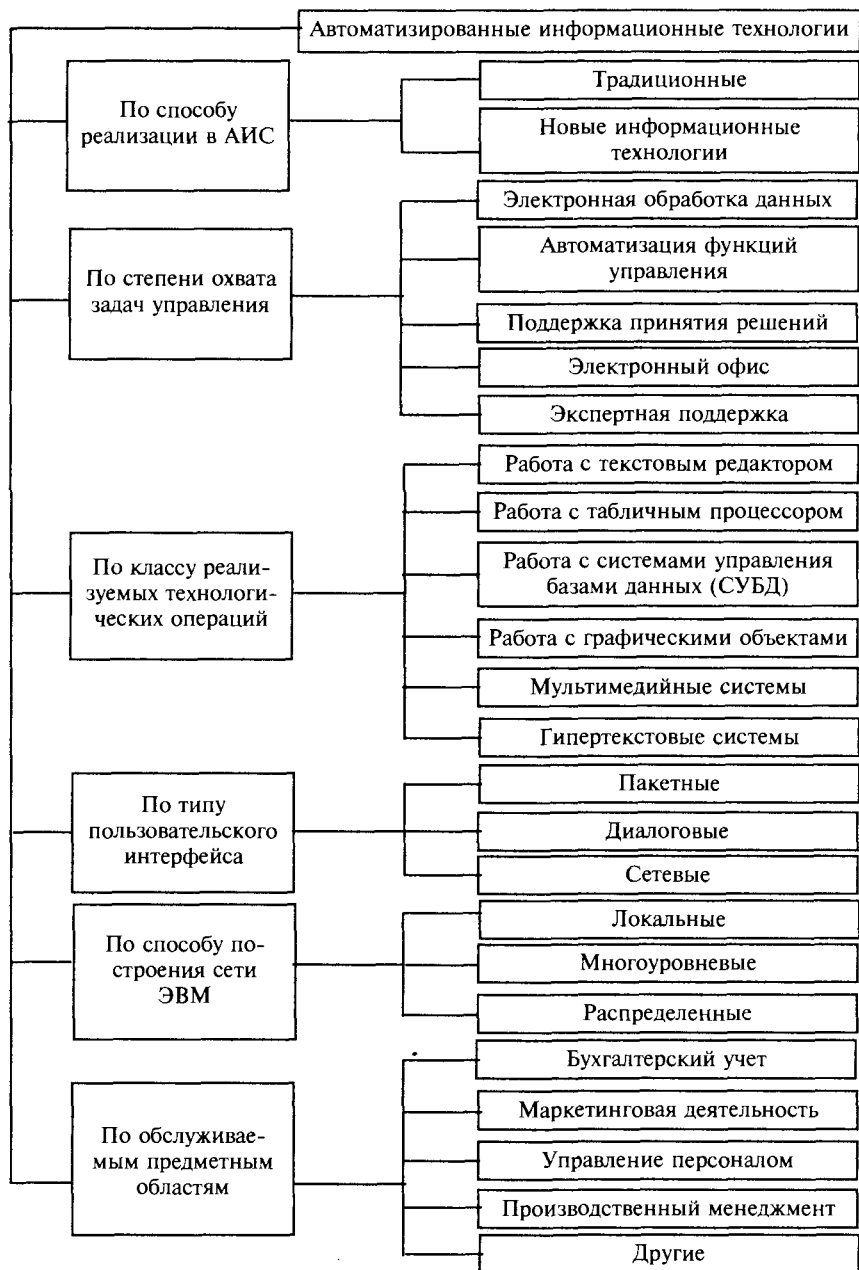 Автоматизированные информационные технологии
По способу
реализации в АИС
Традиционные
Новые информационные
технологии
По степени охвата
задач управления
Электронная обработка данных
Автоматизация функций
управления
Поддержка принятия решений
Электронный офис
Экспертная поддержка
По классу реали-
зуемых технологи-
ческих операций
Работа с текстовым редактором
Работа с табличным процессором
Работа с системами управления
базами данных (СУБД)
Работа с графическими объектами
Мультимедийные системы
Гипертекстовые системы
По типу
пользовательского
интерфейса
Пакетные
Диалоговые
Сетевые
По способу по-
строения сети
ЭВМ
Локальные
Многоуровневые
Распределенные
По обслуживае-
мым предметным
областям
Бухгалтерский учет
Маркетинговая деятельность
Управление персоналом
Производственный менеджмент
Другие